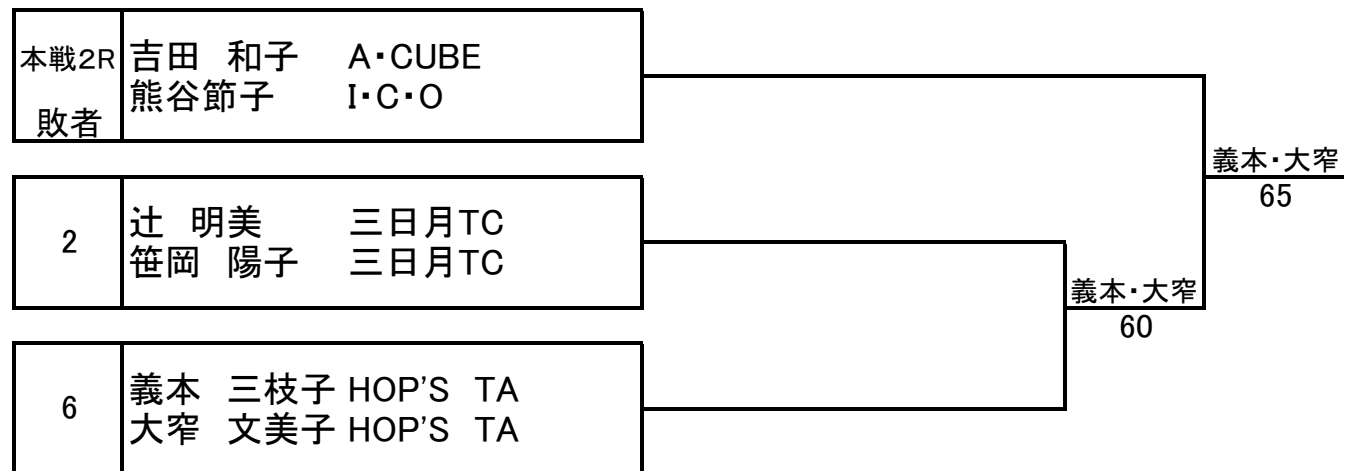 本戦2R
敗者
吉田 和子 A・CUBE
熊谷節子 I・C・O
義本・大窄
65
2
辻 明美 三日月TC
笹岡 陽子 三日月TC
義本・大窄
60
6
義本 三枝子 HOP'S TA
大窄 文美子 HOP'S TA